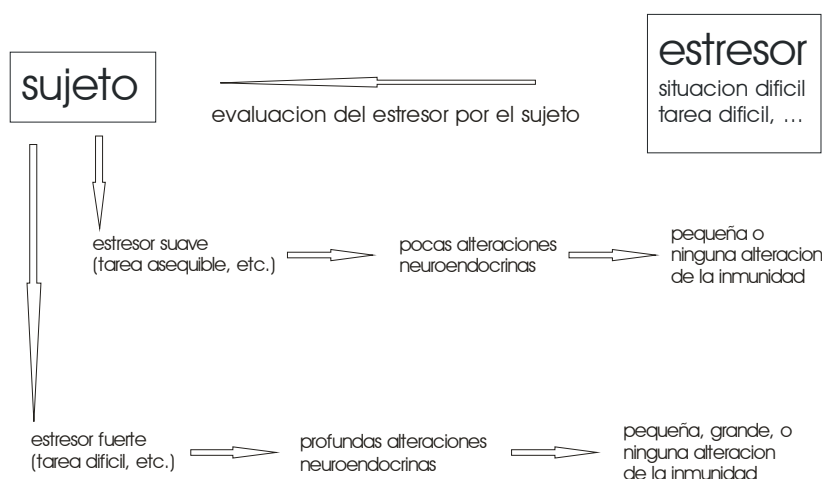 sujeto
estresor
situacion dificil
tarea dificil, ...
evaluacion del estresor por el sujeto
estresor suave
(tarea asequible, etc.)
pocas alteraciones
neuroendocrinas
pequeña o
ninguna alteracion
de la inmunidad
estresor fuerte
(tarea dificil, etc.)
profundas alteraciones
neuroendocrinas
pequeña, grande, o
ninguna alteracion
de la inmunidad